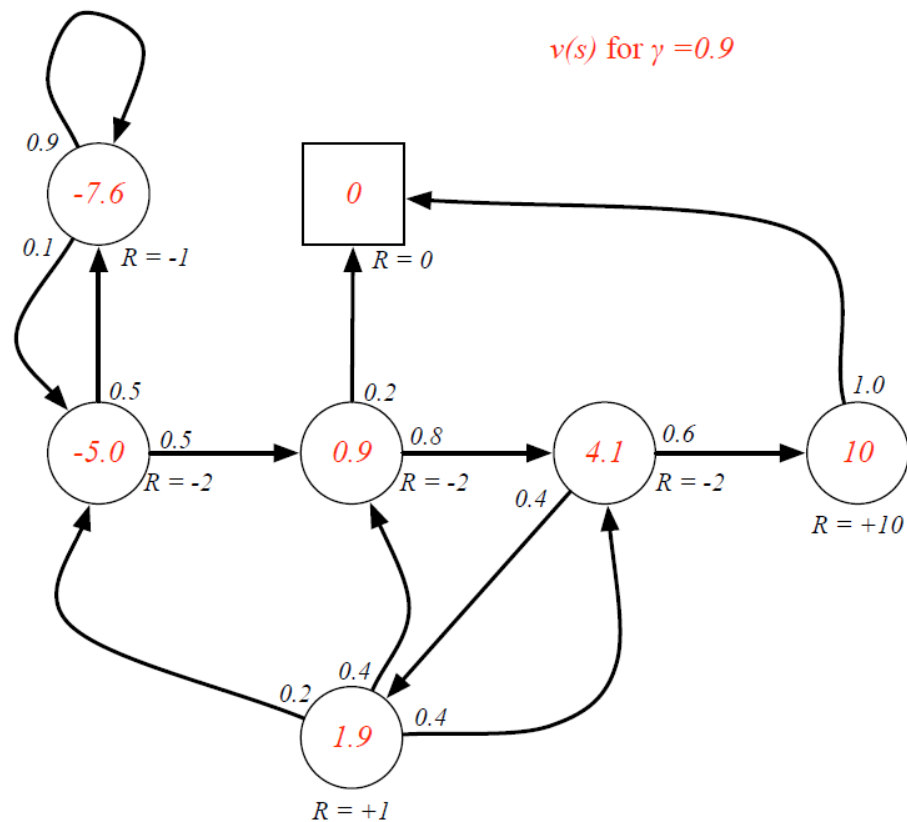 v(s) for γ =0.9
0.9
-7.6
0
0.1
R = -1
R = 0
0.5
0.2
1.0
-5.0
0.5
0.9
0.8
4.1
0.6
10
R = -2
R = -2
0.4
R = -2
R = +10
0.2
0.4
0.4
1.9
R = +1